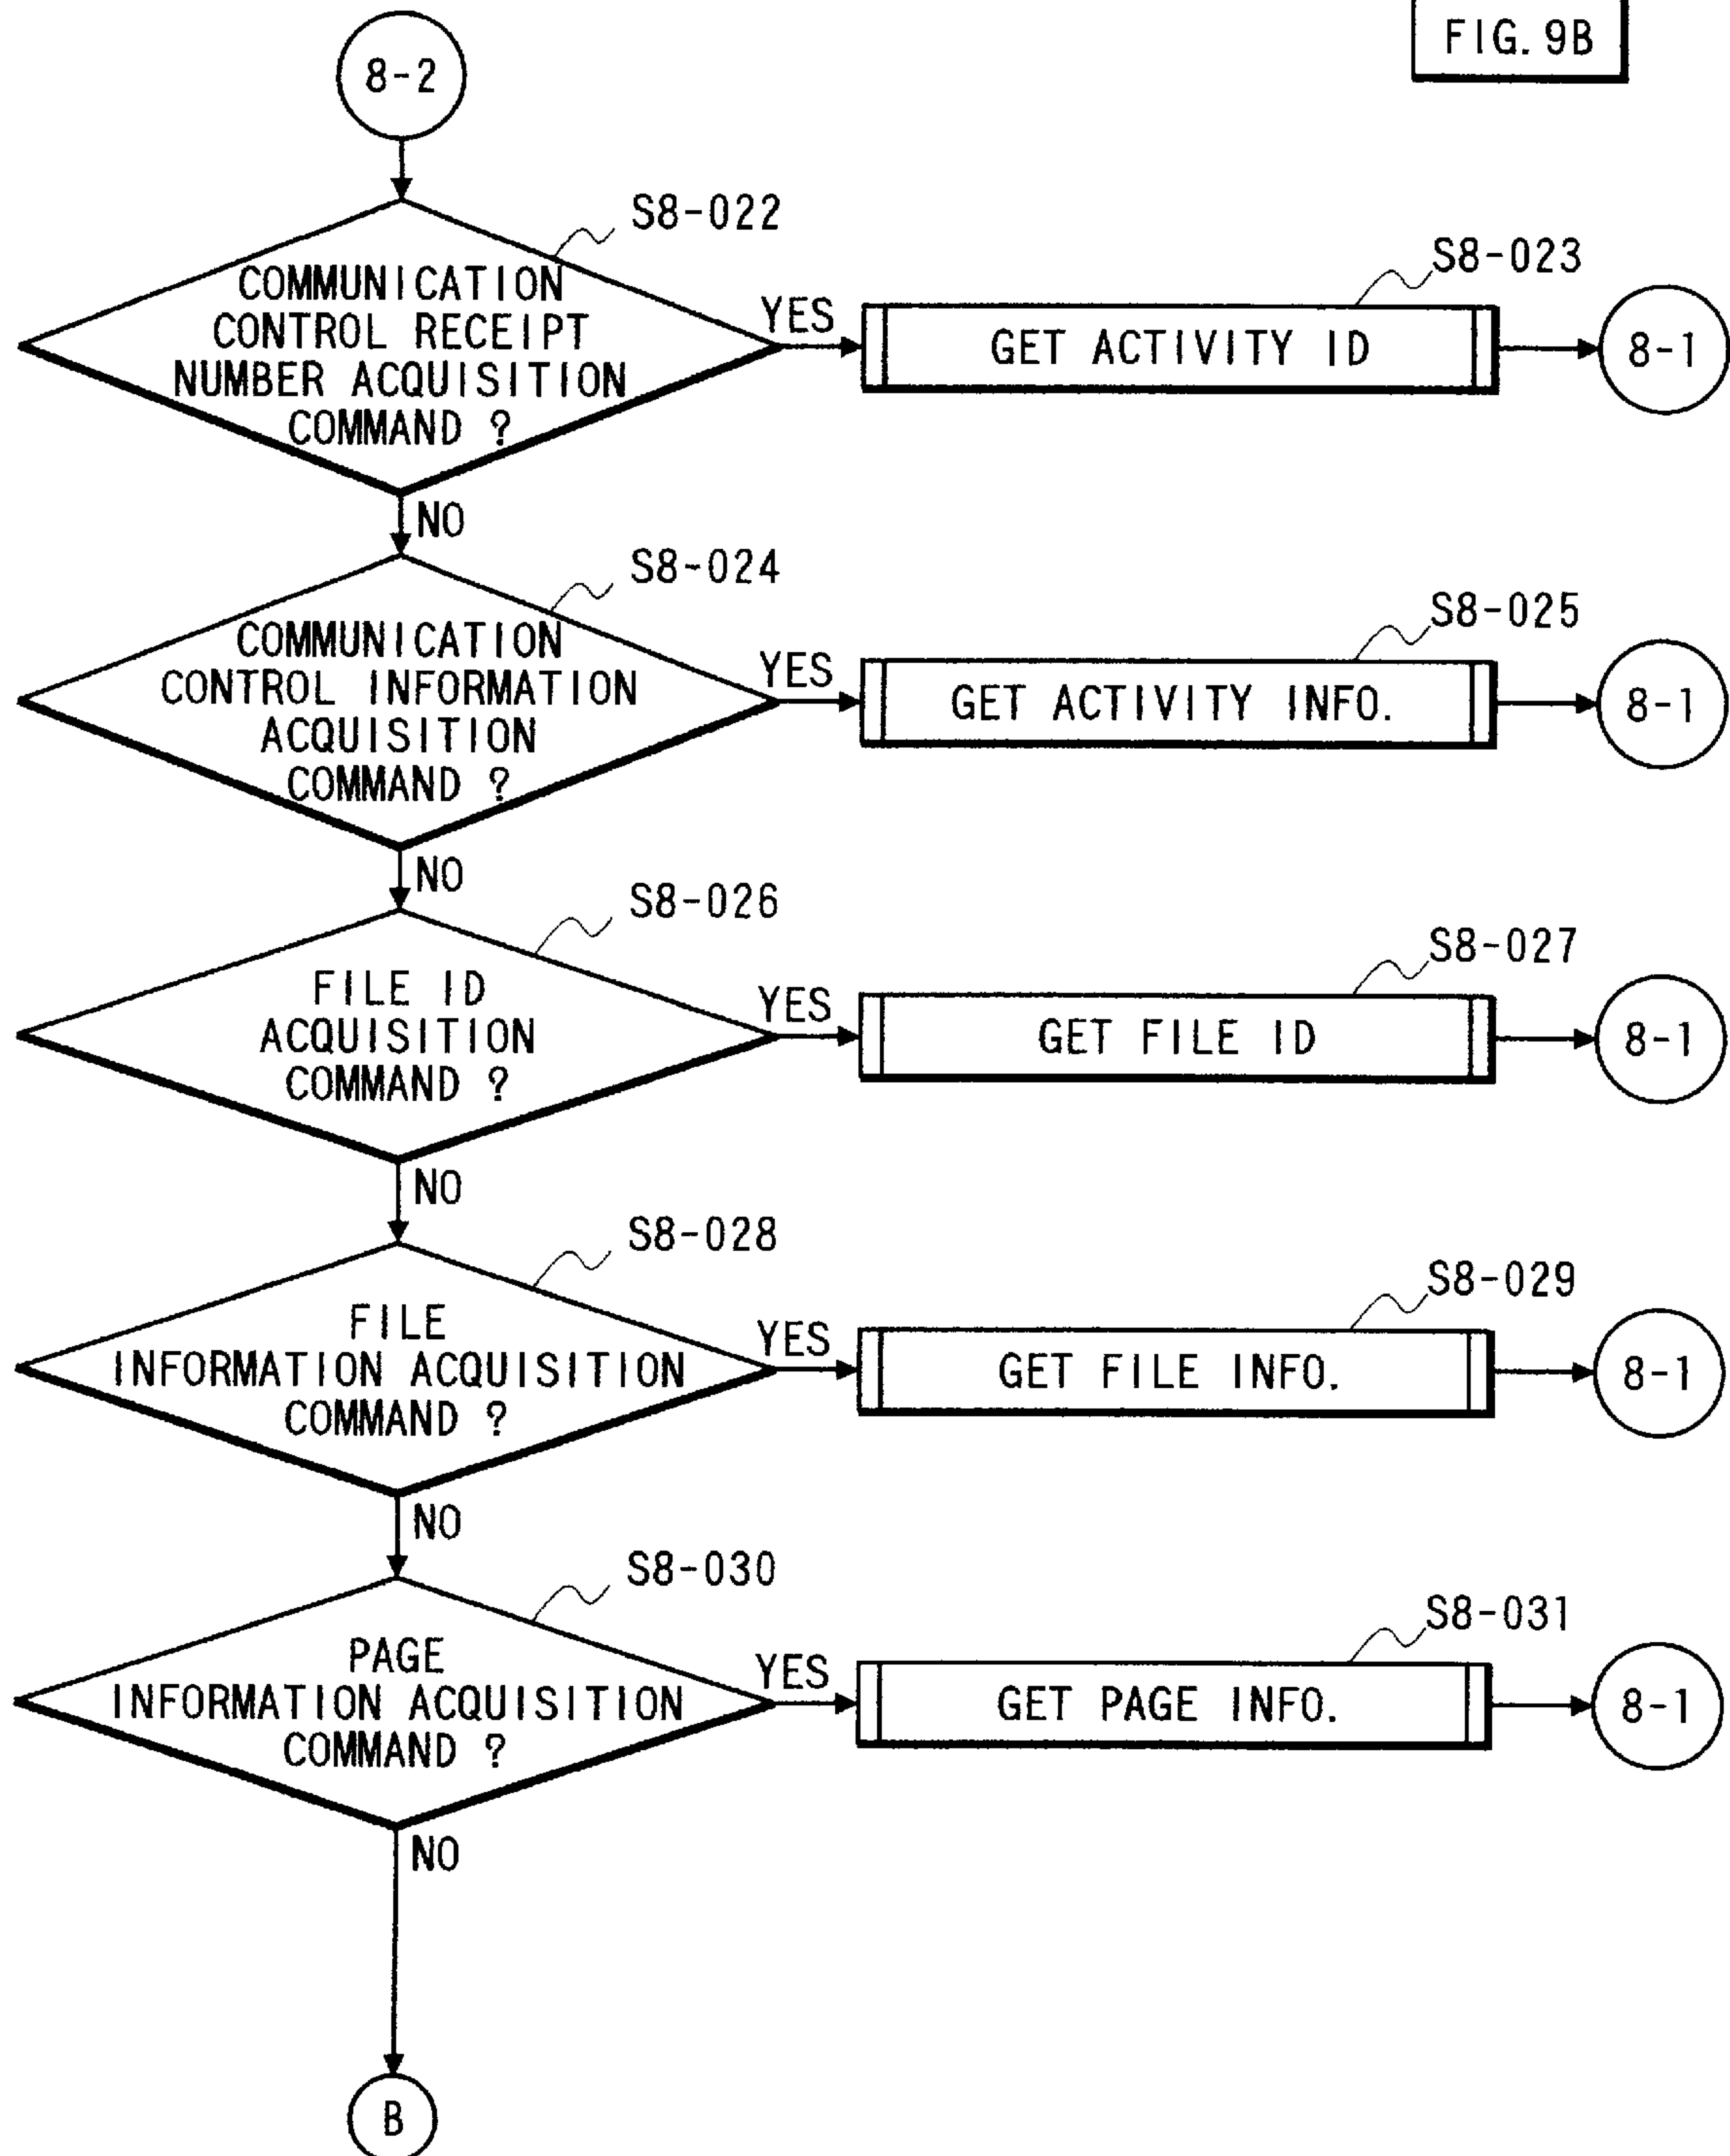 FIG. 9B
8-2
S8-022
COMMUNICATION
CONTROL RECEIPT
NUMBER ACQUISITION
COMMAND ?
YES
S8-023
GET ACTIVITY ID
8-1
NO
S8-024
COMMUNICATION
CONTROL INFORMATION
ACQUISITION
COMMAND ?
YES
S8-025
GET ACTIVITY INFO.
8-1
NO
S8-026
FILE ID
ACQUISITION
COMMAND ?
YES
S8-027
GET FILE ID
8-1
NO
S8-028
FILE
INFORMATION ACQUISITION
COMMAND ?
YES
S8-029
GET FILE INFO.
8-1
NO
S8-030
PAGE
INFORMATION ACQUISITION
COMMAND ?
YES
S8-031
GET PAGE INFO.
8-1
NO
B